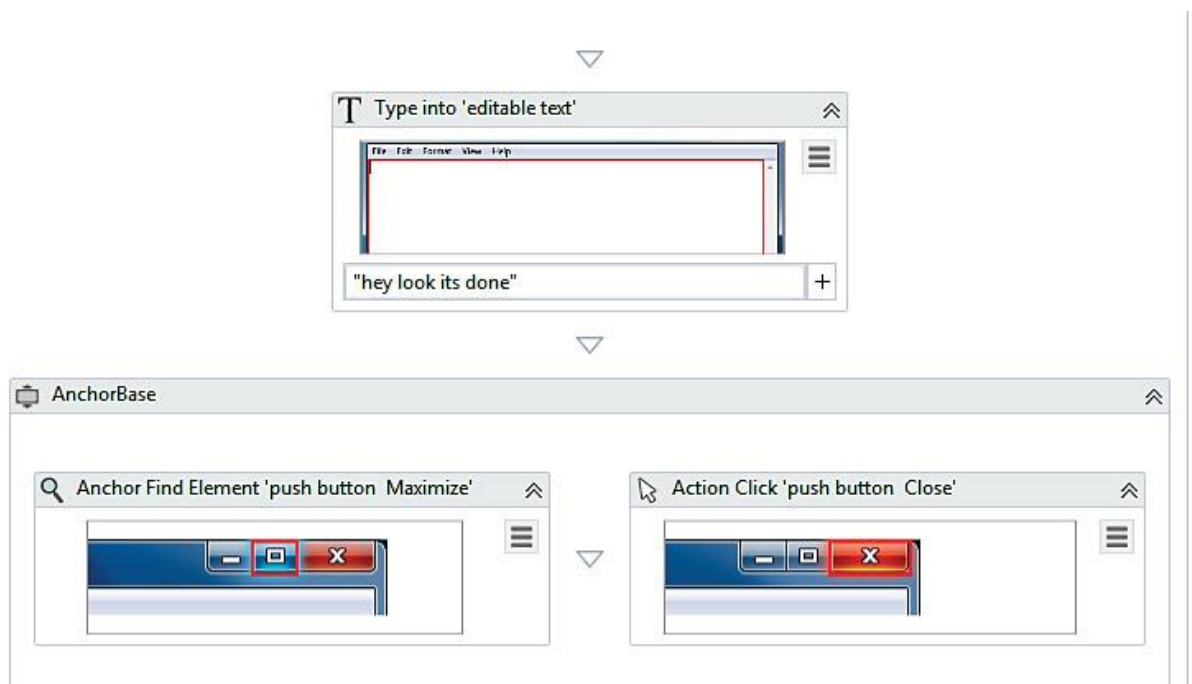 T Type into 'editable text'
File Edit Format View Help
"hey look its done" +
AnchorBase
Anchor Find Element 'push button Maximize'
Action Click 'push button Close'